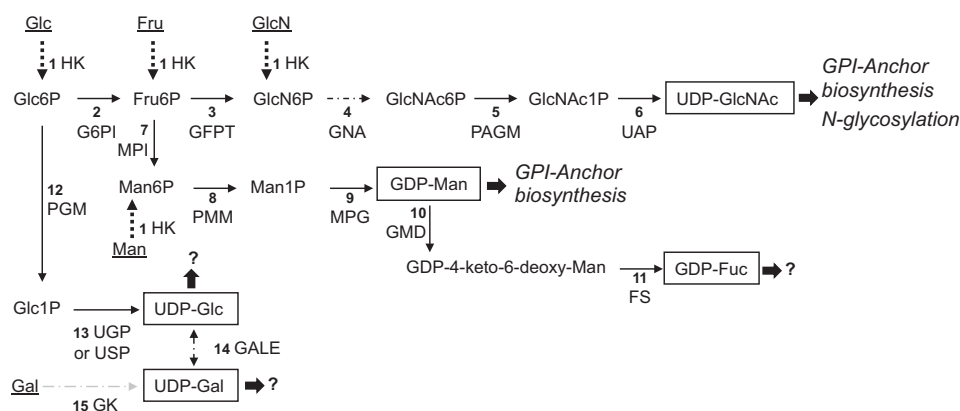 Glc
Fru
GlcN
1 HK
1 HK
1 HK
Glc6P
Fru6P
GlcN6P
GlcNAc6P
GlcNAc1P
UDP-GlcNAc
GPI-Anchor
biosynthesis
N-glycosylation
2
G6PI
3
GFPT
4
GNA
5
PAGM
6
UAP
7
MPI
12
PGM
Man6P
Man1P
GDP-Man
GPI-Anchor
biosynthesis
8
PMM
9
MPG
1 HK
Man
10
GMD
?
GDP-4-keto-6-deoxy-Man
GDP-Fuc
?
11
FS
Glc1P
UDP-Glc
13 UGP
or USP
14 GALE
Gal
UDP-Gal
?
15 GK